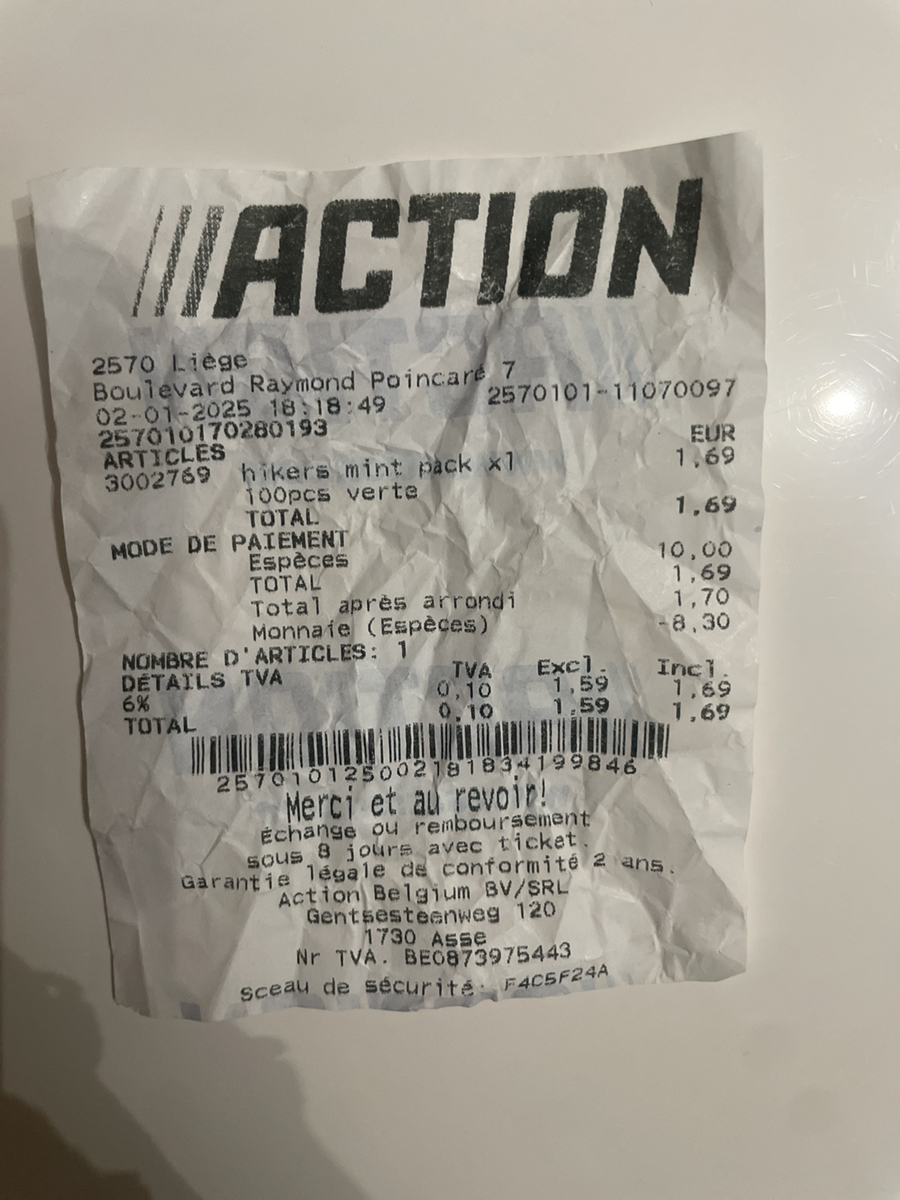 ACTION
2570 Liège
Boulevard Raymond Poincaré 7
02-01-2025 18:18:49 2570101-11070097
257010170280193
ARTICLES EUR
3002769 hikers mint pack x1 1,69
100pcs verte
TOTAL 1,69
MODE DE PAIEMENT
Espèces 10,00
TOTAL 1,69
Total après arrondi 1,70
Monnaie (Espèces) -8,30
NOMBRE D'ARTICLES: 1
DÉTAILS TVA TVA Excl. Incl.
6% 0,10 1,59 1,69
TOTAL 0,10 1,59 1,69
257010125002181834199846
Merci et au revoir!
Échange ou remboursement
sous 8 jours avec ticket.
Garantie légale de conformité 2 ans.
Action Belgium BV/SRL
Gentsesteenweg 120
1730 Asse
Nr TVA. BE0873975443
Sceau de sécurité: F4C5F24A